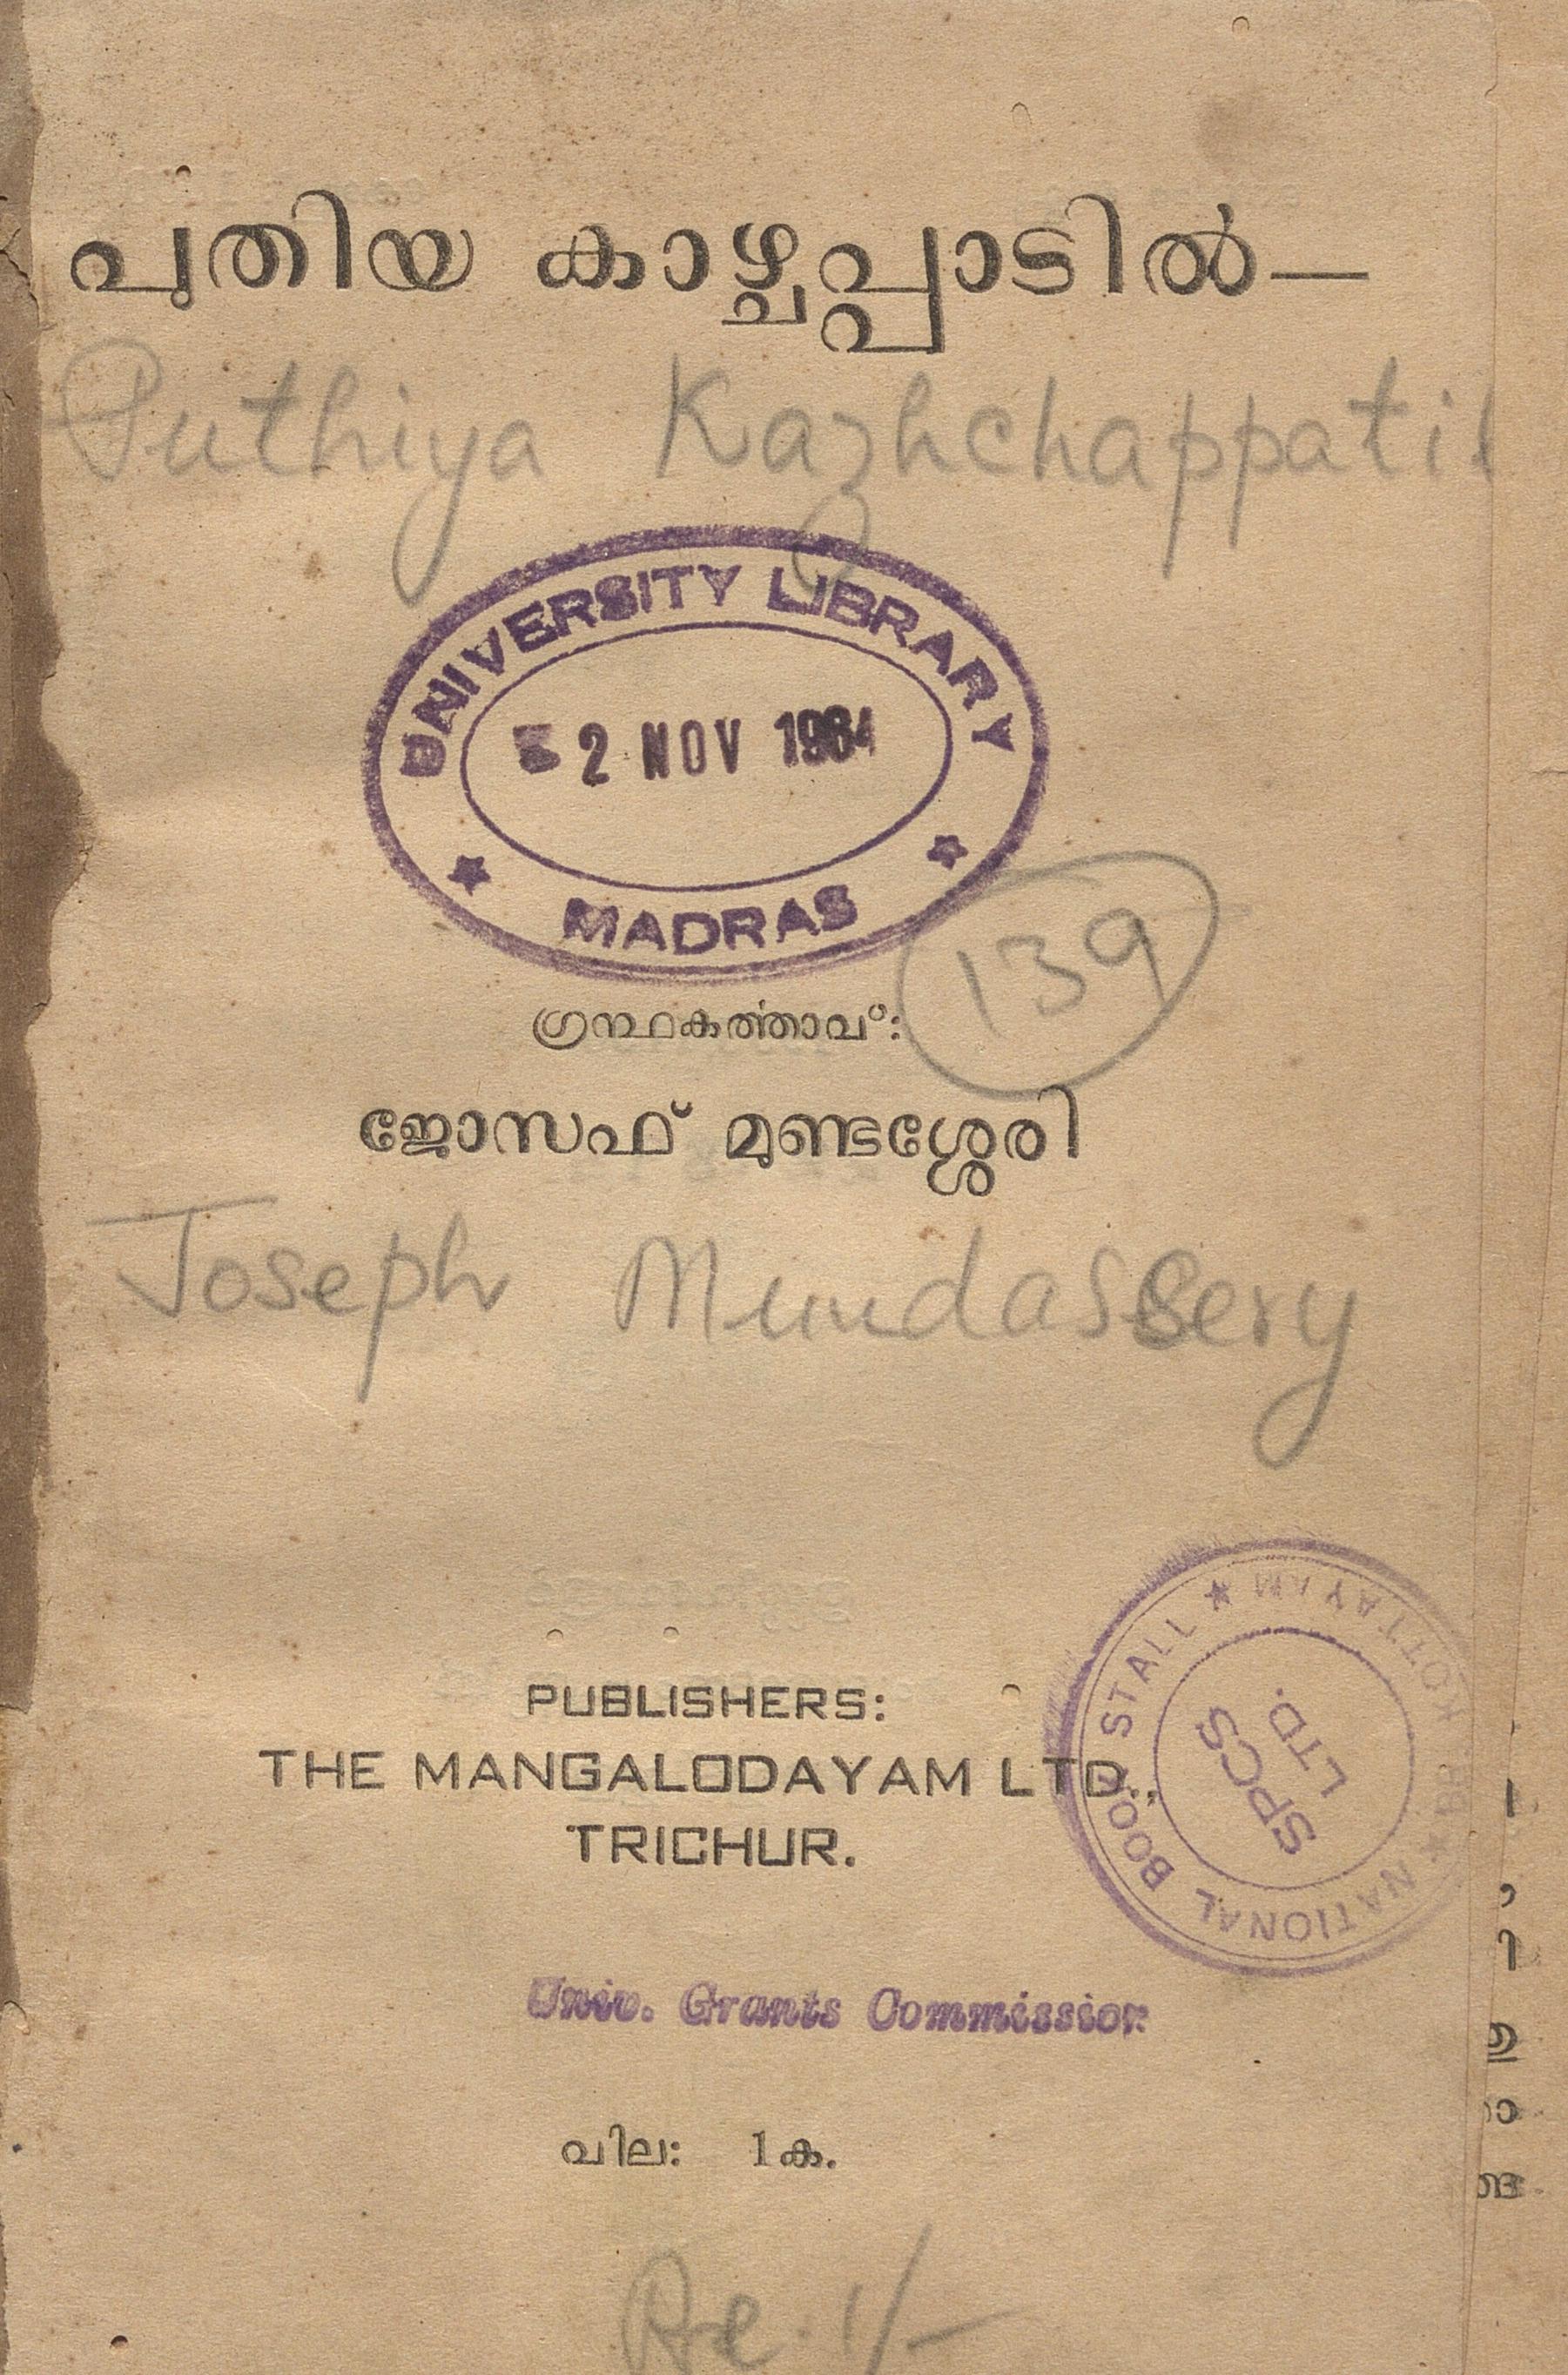 പുതിയ കാഴ്ചപ്പാടിൽ—
Puthiya Kazhchappatil
UNIVERSITY LIBRARY
2 NOV 1964
MADRAS
139
ഗ്രന്ഥകർത്താവ്:
ജോസഫ് മുണ്ടശ്ശേരി
Joseph Mundassery
PUBLISHERS:
THE MANGALODAYAM LTD.,
TRICHUR.
NATIONAL BOOK STALL ★ KOTTAYAM
SPCS
LTD.
Univ. Grants Commission
വില: 1 ക.
Re. 1/-